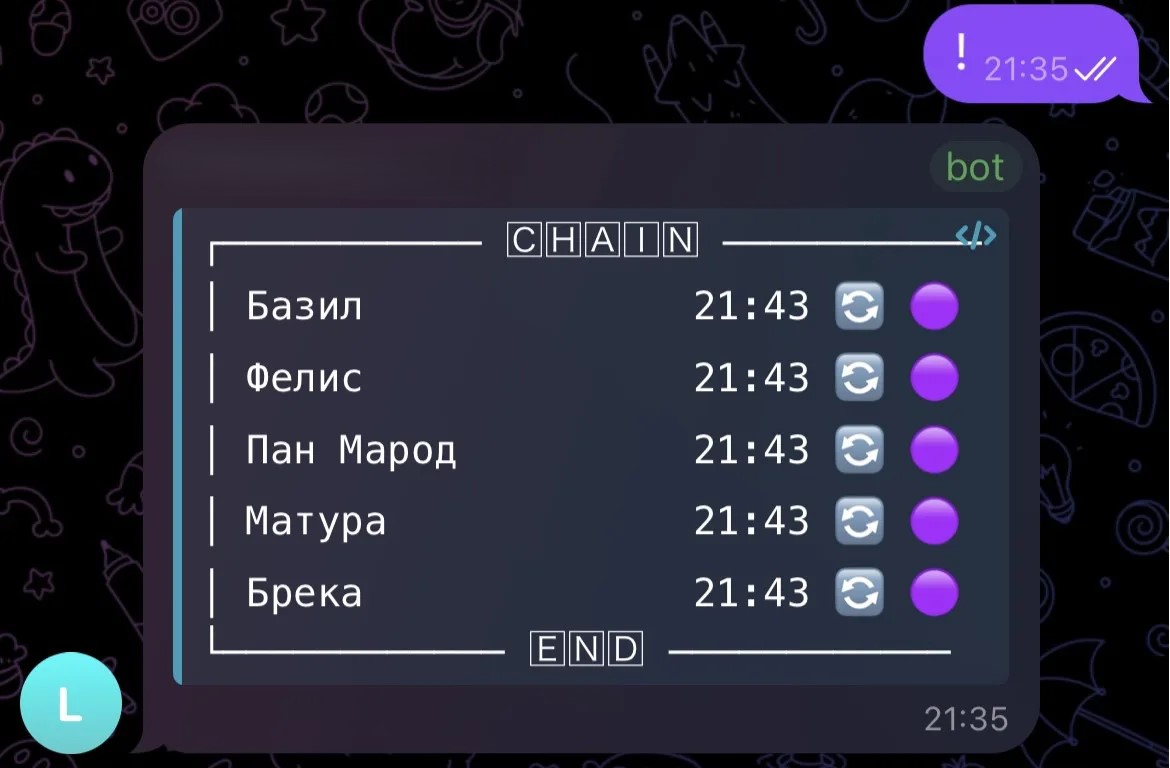 ! 21:35
bot
CHAIN </>
Базил 21:43 🔄 🟣
Фелис 21:43 🔄 🟣
Пан Марод 21:43 🔄 🟣
Матура 21:43 🔄 🟣
Брека 21:43 🔄 🟣
END
L
21:35